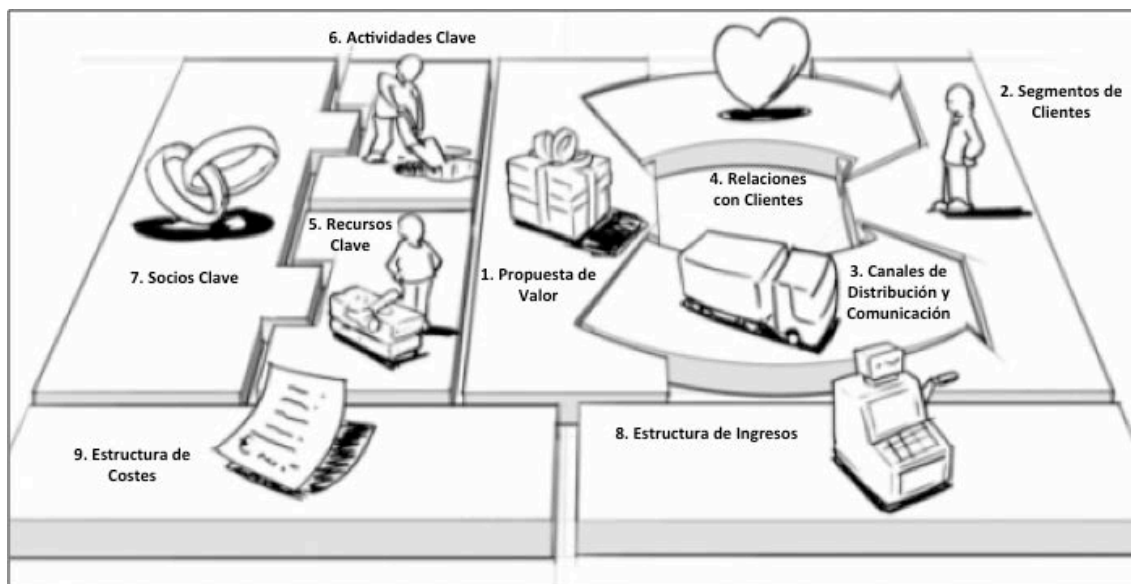 6. Actividades Clave
2. Segmentos de
Clientes
4. Relaciones
con Clientes
5. Recursos
Clave
7. Socios Clave
1. Propuesta de
Valor
3. Canales de
Distribución y
Comunicación
8. Estructura de Ingresos
9. Estructura de
Costes